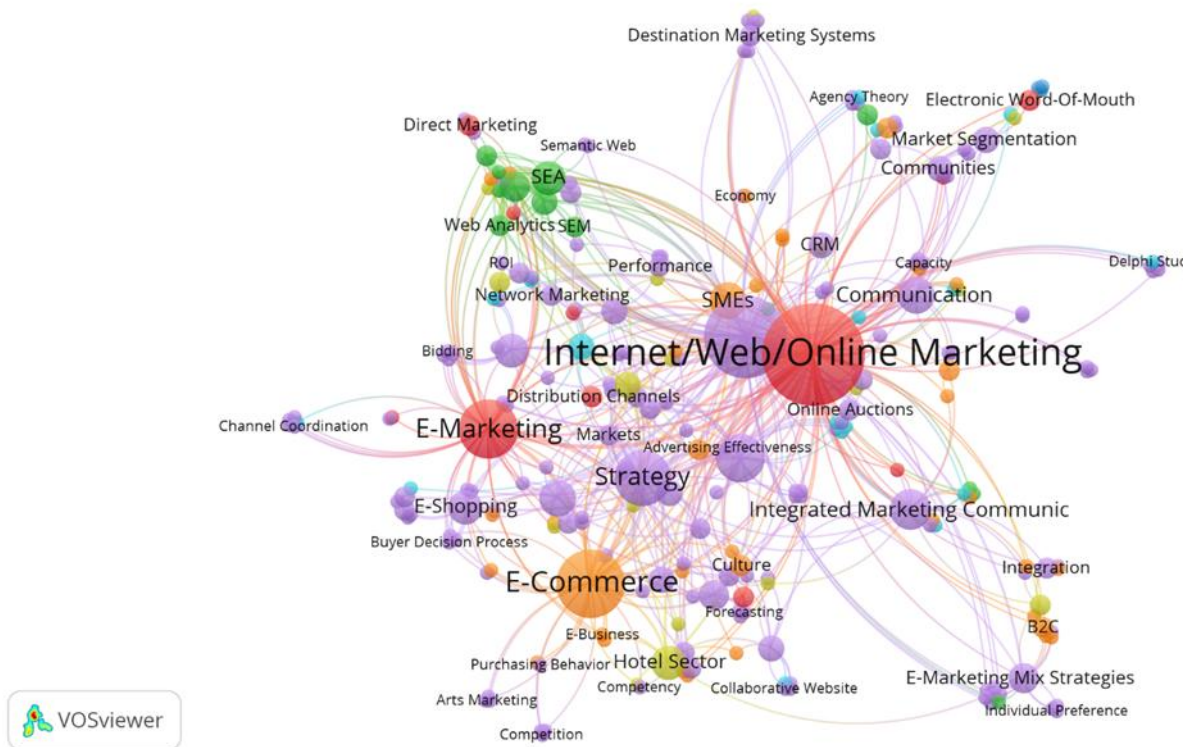 Destination Marketing Systems
Agency Theory
Electronic Word-Of-Mouth
Direct Marketing
Market Segmentation
Semantic Web
Communities
SEA
Economy
Web Analytics
SEM
CRM
ROI
Performance
Capacity
Delphi Stud
Network Marketing
SMEs
Communication
Bidding
Internet/Web/Online Marketing
Distribution Channels
Online Auctions
Channel Coordination
E-Marketing
Markets
Advertising Effectiveness
Strategy
E-Shopping
Integrated Marketing Communic
Buyer Decision Process
Culture
Integration
E-Commerce
Forecasting
E-Business
B2C
Purchasing Behavior
Hotel Sector
E-Marketing Mix Strategies
Competency
Collaborative Website
Arts Marketing
Individual Preference
Competition
VOSviewer